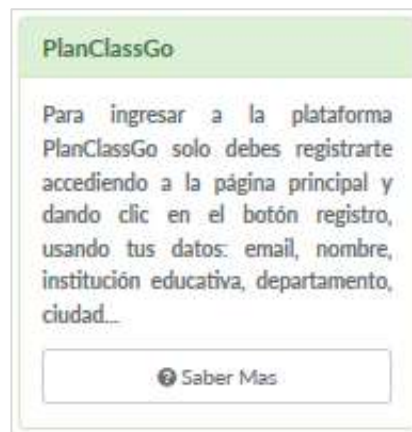 PlanClassGo
Para ingresar a la plataforma
PlanClassGo solo debes registrarte
accediendo a la página principal y
dando clic en el botón registro,
usando tus datos: email, nombre,
institución educativa, departamento,
ciudad...
Saber Mas